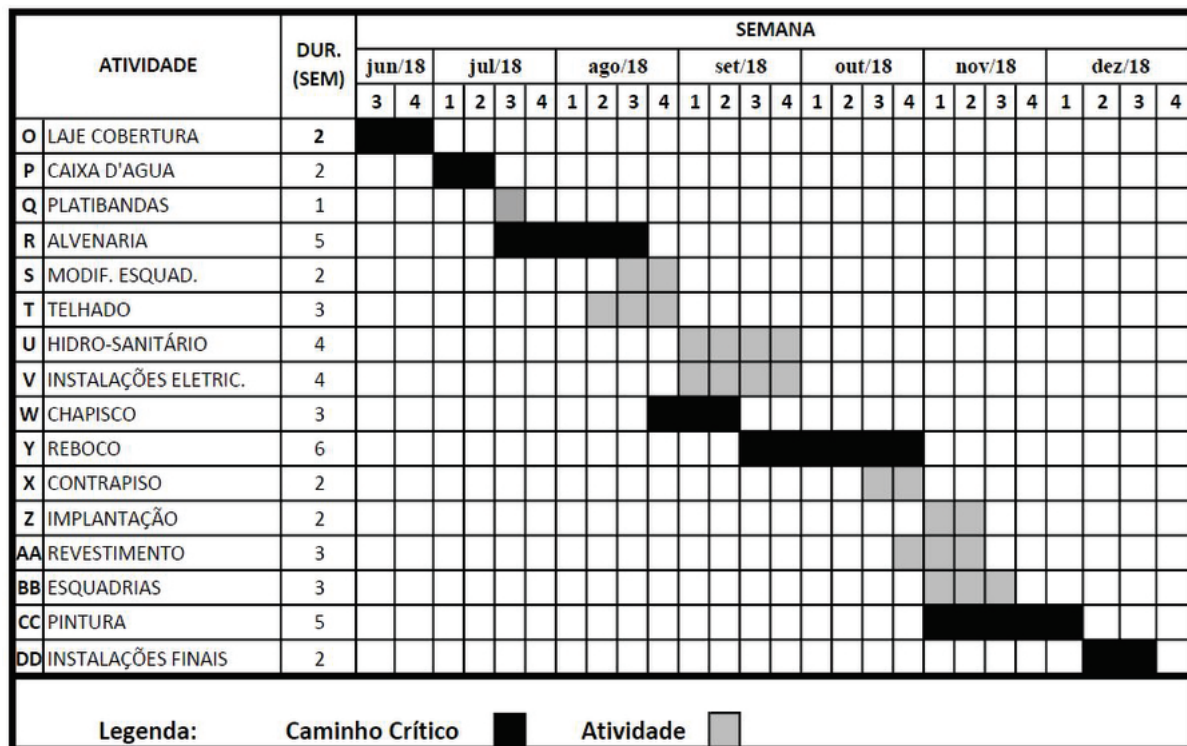 SEMANA
ATIVIDADE DUR. (SEM) jun/18 jul/18 ago/18 set/18 out/18 nov/18 dez/18
3 4 1 2 3 4 1 2 3 4 1 2 3 4 1 2 3 4 1 2 3 4 1 2 3 4
O LAJE COBERTURA 2
P CAIXA D'AGUA 2
Q PLATIBANDAS 1
R ALVENARIA 5
S MODIF. ESQUAD. 2
T TELHADO 3
U HIDRO-SANITÁRIO 4
V INSTALAÇÕES ELETRIC. 4
W CHAPISCO 3
Y REBOCO 6
X CONTRAPISO 2
Z IMPLANTAÇÃO 2
AA REVESTIMENTO 3
BB ESQUADRIAS 3
CC PINTURA 5
DD INSTALAÇÕES FINAIS 2
Legenda: Caminho Crítico Atividade